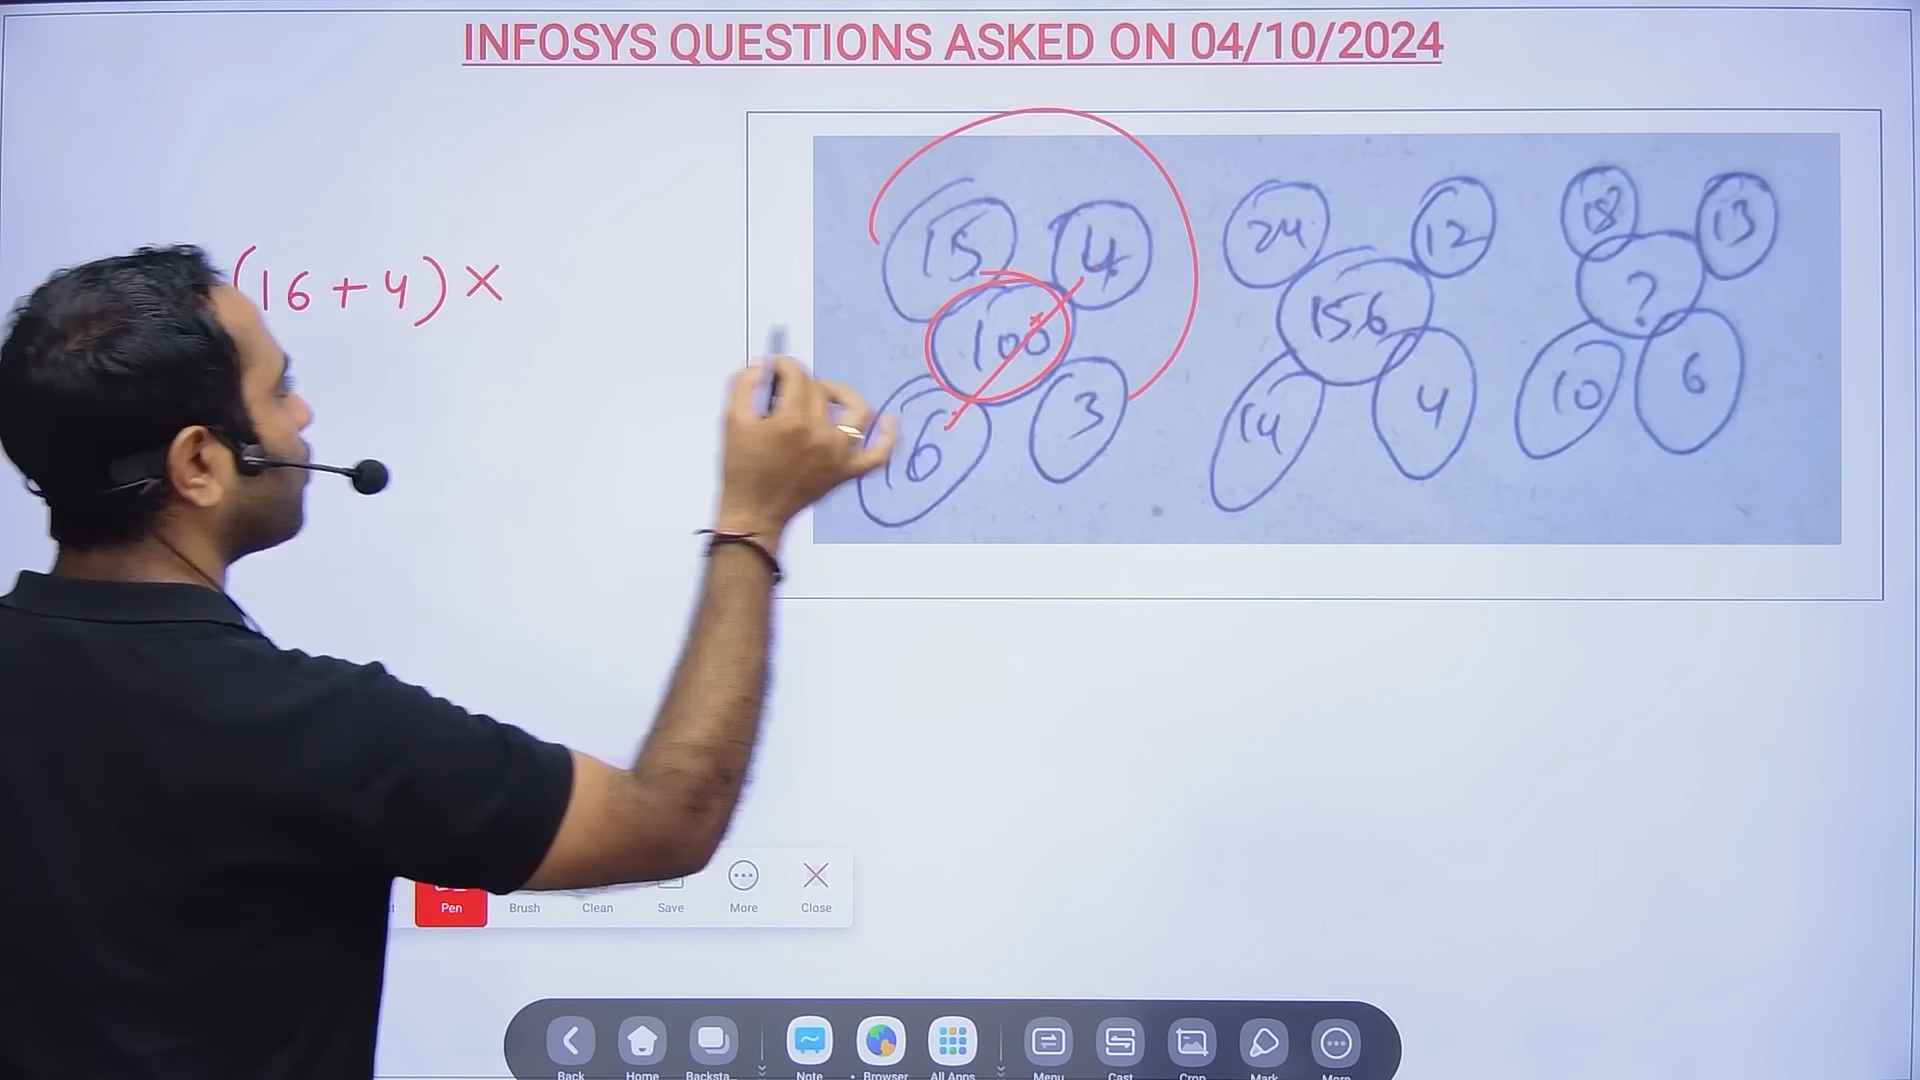 INFOSYS QUESTIONS ASKED ON 04/10/2024
(16+4)×
15 4 24 12 18 13
100 156 ?
16 3 14 4 10 6
Pen Brush Clean Save More Close
Back Home Backsta... Note Browser All Apps Menu Cast Crop Mark More